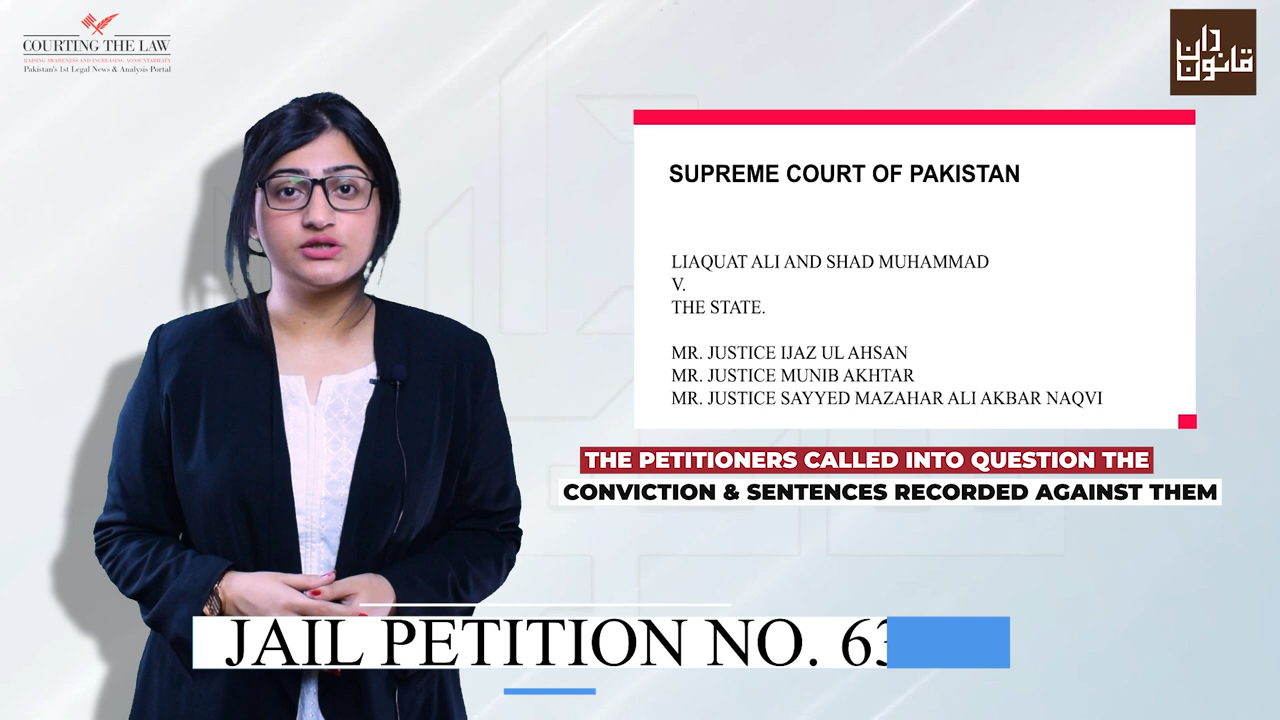 COURTING THE LAW
RAISING AWARENESS AND INCREASING ACCOUNTABILITY
Pakistan's 1st Legal News & Analysis Portal
قانون دان
SUPREME COURT OF PAKISTAN
LIAQUAT ALI AND SHAD MUHAMMAD
V.
THE STATE.
MR. JUSTICE IJAZ UL AHSAN
MR. JUSTICE MUNIB AKHTAR
MR. JUSTICE SAYYED MAZAHAR ALI AKBAR NAQVI
THE PETITIONERS CALLED INTO QUESTION THE
CONVICTION & SENTENCES RECORDED AGAINST THEM
JAIL PETITION NO. 63